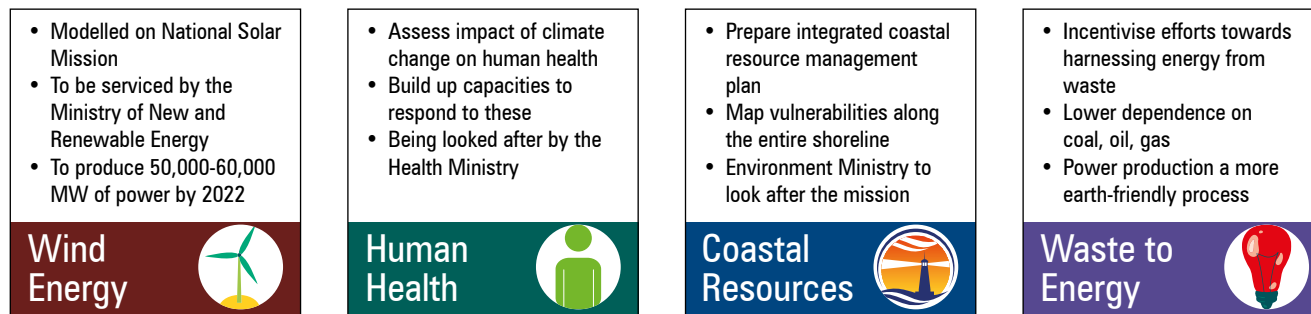 • Modelled on National Solar
Mission
• To be serviced by the
Ministry of New and
Renewable Energy
• To produce 50,000-60,000
MW of power by 2022
Wind
Energy
• Assess impact of climate
change on human health
• Build up capacities to
respond to these
• Being looked after by the
Health Ministry
Human
Health
• Prepare integrated coastal
resource management
plan
• Map vulnerabilities along
the entire shoreline
• Environment Ministry to
look after the mission
Coastal
Resources
• Incentivise efforts towards
harnessing energy from
waste
• Lower dependence on
coal, oil, gas
• Power production a more
earth-friendly process
Waste to
Energy